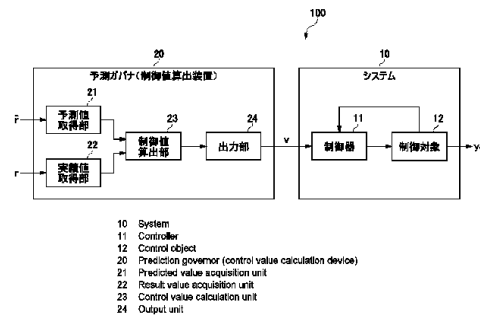 100
20
予測ガバナ(制御値算出装置)
10
システム
21
予測値
取得部
r̄
22
実績値
取得部
r
23
制御値
算出部
24
出力部
v
11
制御器
12
制御対象
y
10 System
11 Controller
12 Control object
20 Prediction governor (control value calculation device)
21 Predicted value acquisition unit
22 Result value acquisition unit
23 Control value calculation unit
24 Output unit